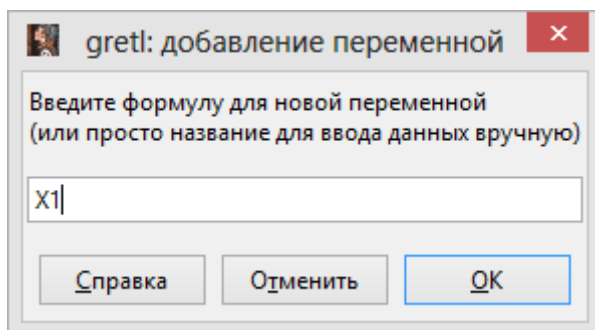 gretl: добавление переменной
Введите формулу для новой переменной
(или просто название для ввода данных вручную)
X1
Справка Отменить OK